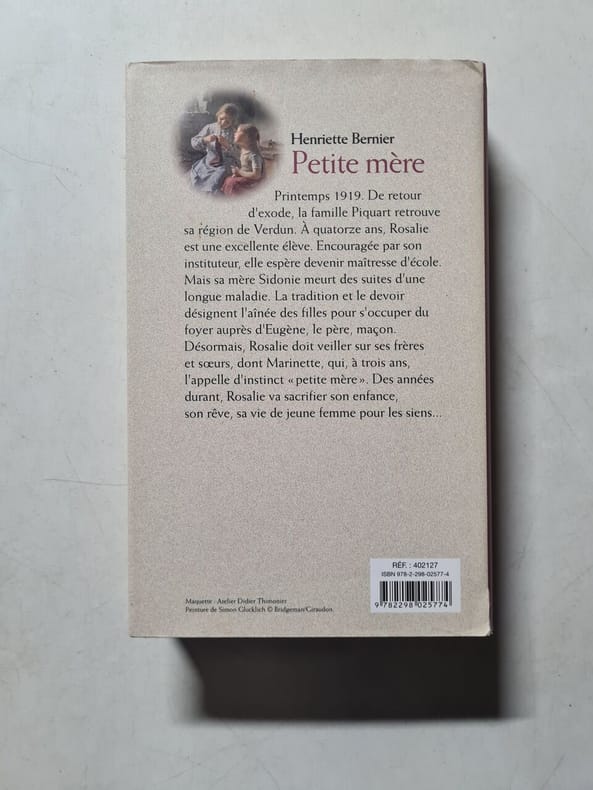 Henriette Bernier
Petite mère
Printemps 1919. De retour
d'exode, la famille Piquart retrouve
sa région de Verdun. À quatorze ans, Rosalie
est une excellente élève. Encouragée par son
instituteur, elle espère devenir maîtresse d'école.
Mais sa mère Sidonie meurt des suites d'une
longue maladie. La tradition et le devoir
désignent l'aînée des filles pour s'occuper du
foyer auprès d'Eugène, le père, maçon.
Désormais, Rosalie doit veiller sur ses frères
et sœurs, dont Marinette, qui, à trois ans,
l'appelle d'instinct « petite mère ». Des années
durant, Rosalie va sacrifier son enfance,
son rêve, sa vie de jeune femme pour les siens...
RÉF. : 402127
ISBN 978-2-298-02577-4
9 782298 025774
Maquette : Atelier Didier Thimonier
Peinture de Simon Glücklich © Bridgeman/Giraudon.